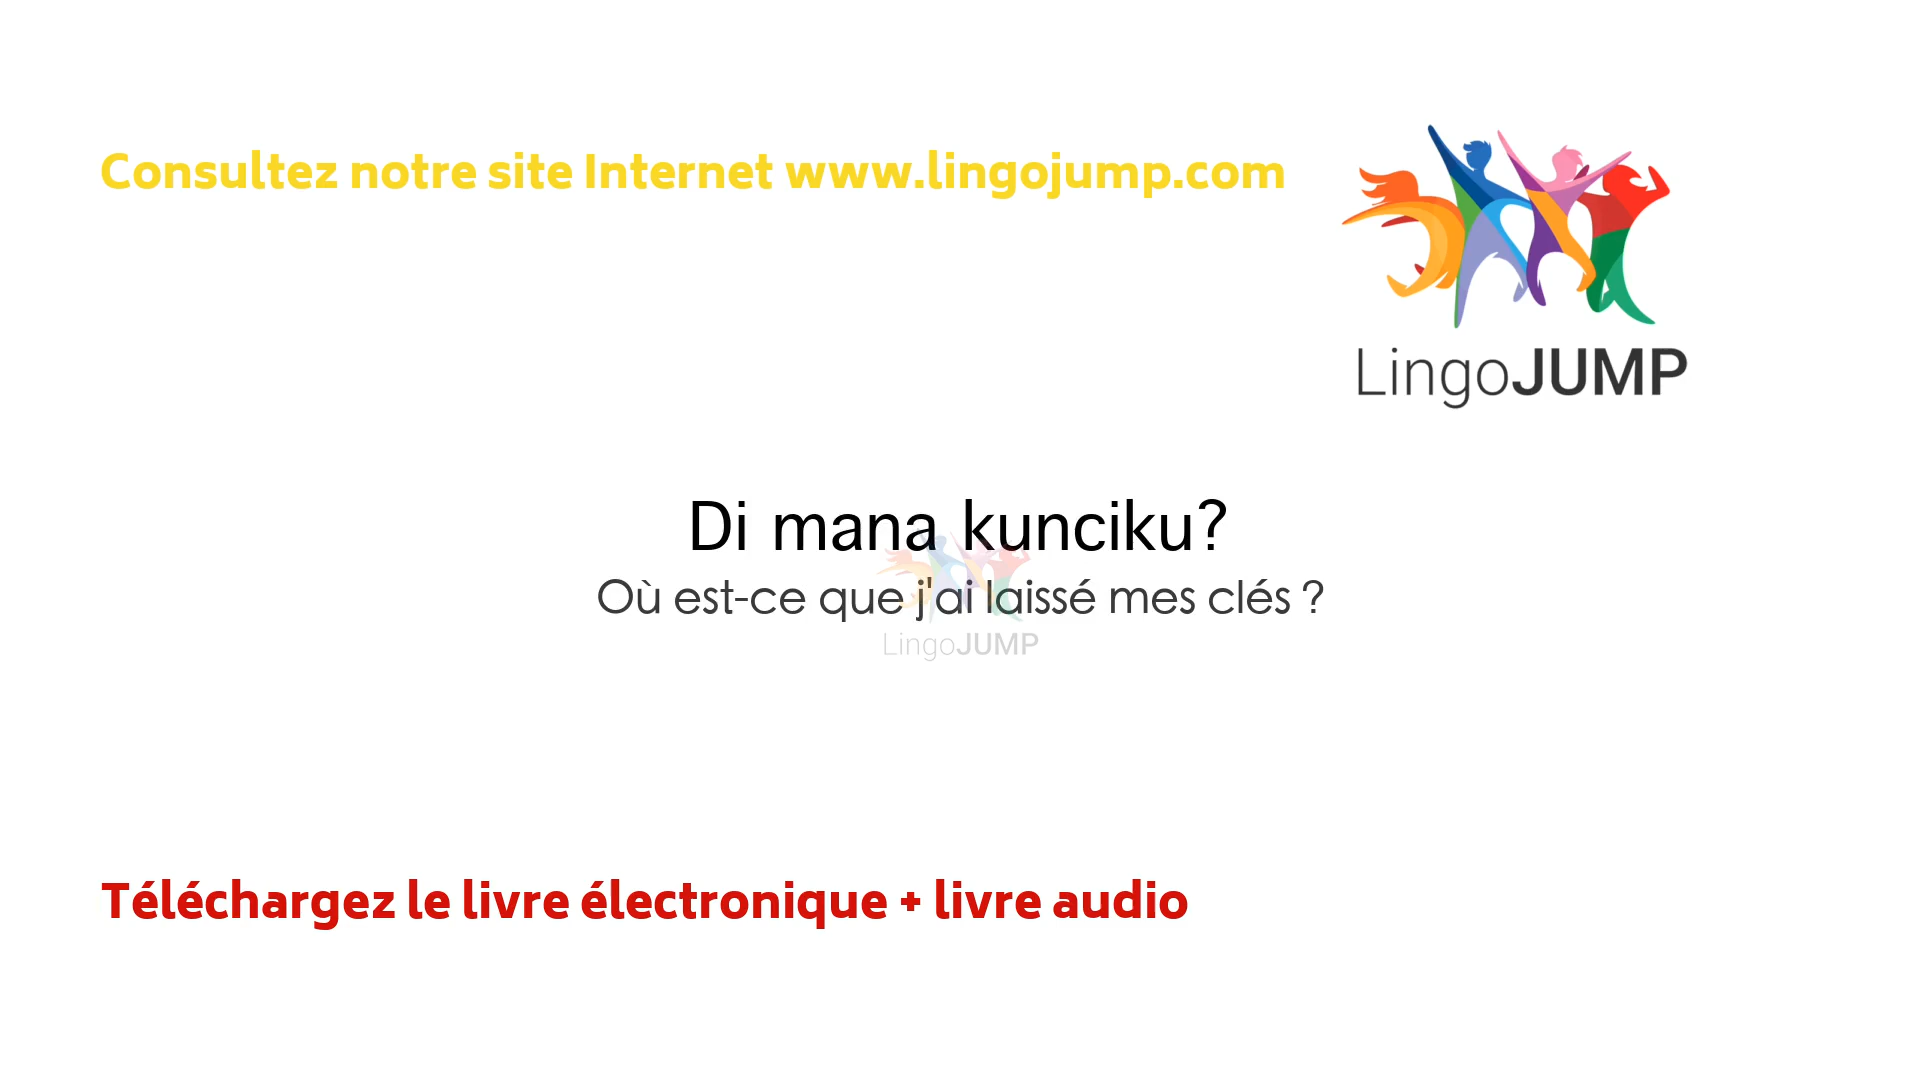 Consultez notre site Internet www.lingojump.com
LingoJUMP
Di mana kunciku?
Où est-ce que j'ai laissé mes clés ?
LingoJUMP
Téléchargez le livre électronique + livre audio